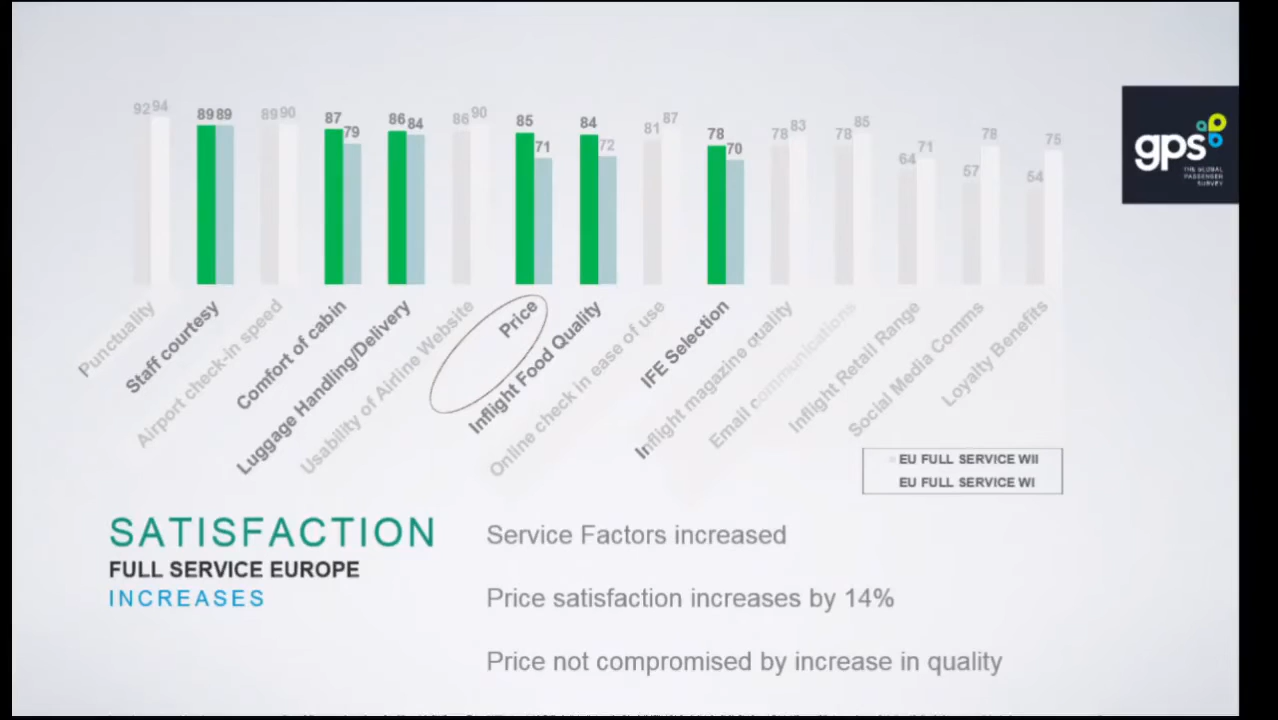 92 94
89 89
89 90
87 79
86 84
86 90
85 71
84 72
81 87
78 70
78 83
78 85
64 71
57 78
54 75
gps
THE GLOBAL
PASSENGER
SURVEY
Punctuality
Staff courtesy
Airport check-in speed
Comfort of cabin
Luggage Handling/Delivery
Usability of Airline Website
Price
Inflight Food Quality
Online check in ease of use
IFE Selection
Inflight magazine quality
Email communications
Inflight Retail Range
Social Media Comms
Loyalty Benefits
EU FULL SERVICE WII
EU FULL SERVICE WI
SATISFACTION
FULL SERVICE EUROPE
INCREASES
Service Factors increased
Price satisfaction increases by 14%
Price not compromised by increase in quality